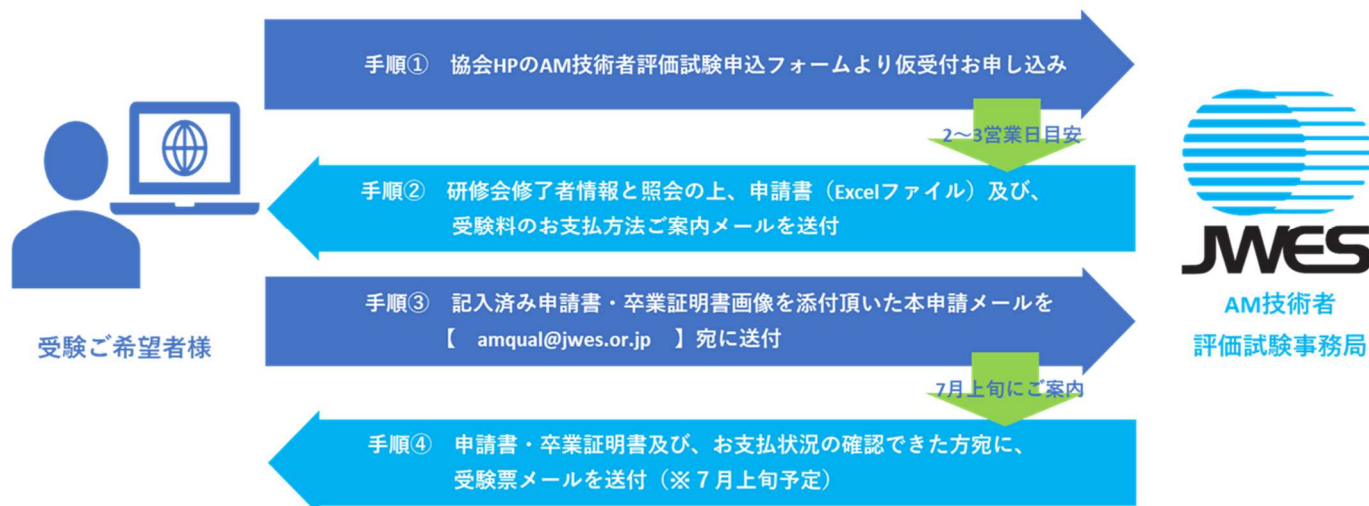 手順①　協会HPのAM技術者評価試験申込フォームより仮受付お申し込み
2～3営業日目安
手順②　研修会修了者情報と照会の上、申請書（Excelファイル）及び、
受験料のお支払方法ご案内メールを送付
手順③　記入済み申請書・卒業証明書画像を添付頂いた本申請メールを
【　amqual@jwes.or.jp　】宛に送付
7月上旬にご案内
手順④　申請書・卒業証明書及び、お支払状況の確認できた方宛に、
受験票メールを送付（※７月上旬予定）
受験ご希望者様
JWES
AM技術者
評価試験事務局